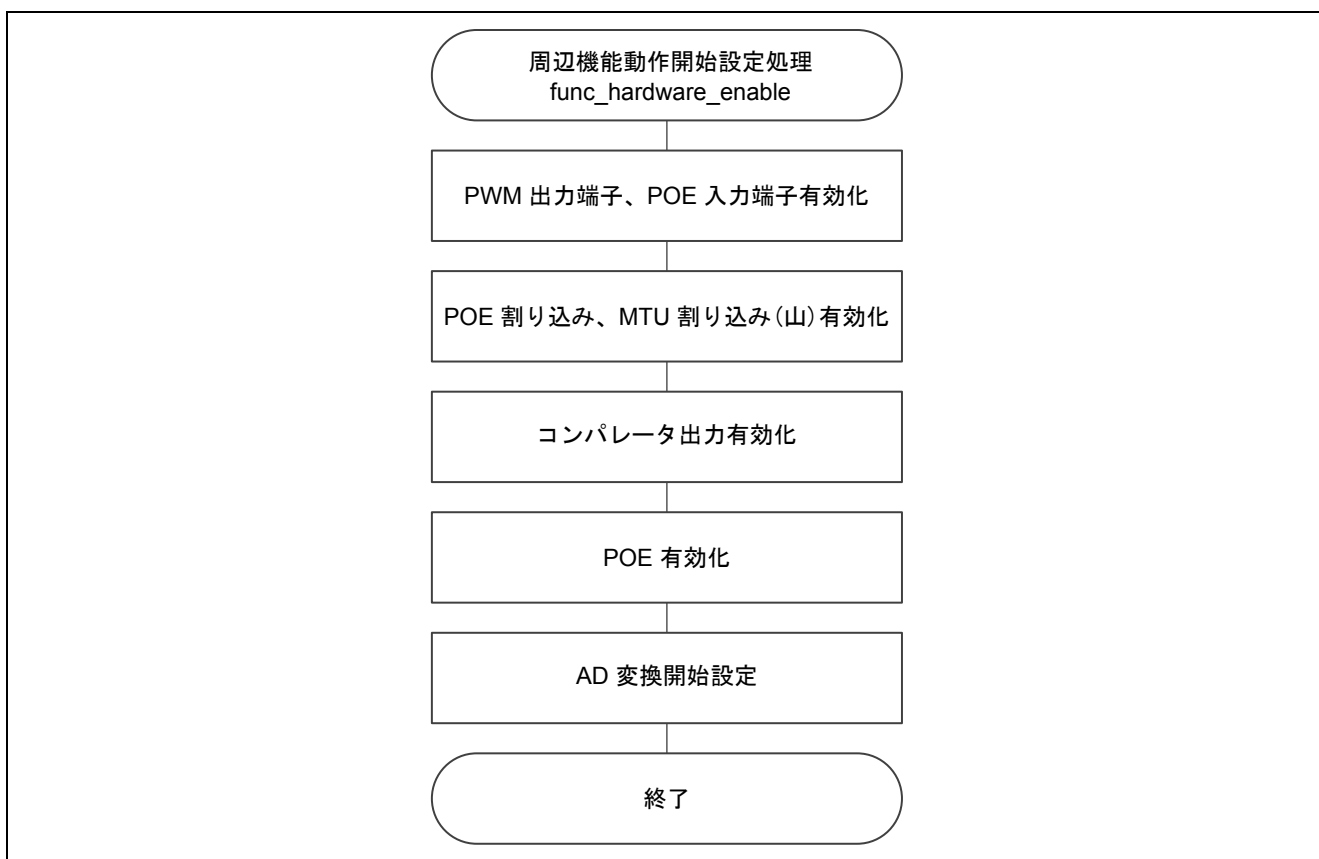 周辺機能動作開始設定処理
func_hardware_enable
PWM 出力端子、POE 入力端子有効化
POE 割り込み、MTU 割り込み(山)有効化
コンパレータ出力有効化
POE 有効化
AD 変換開始設定
終了